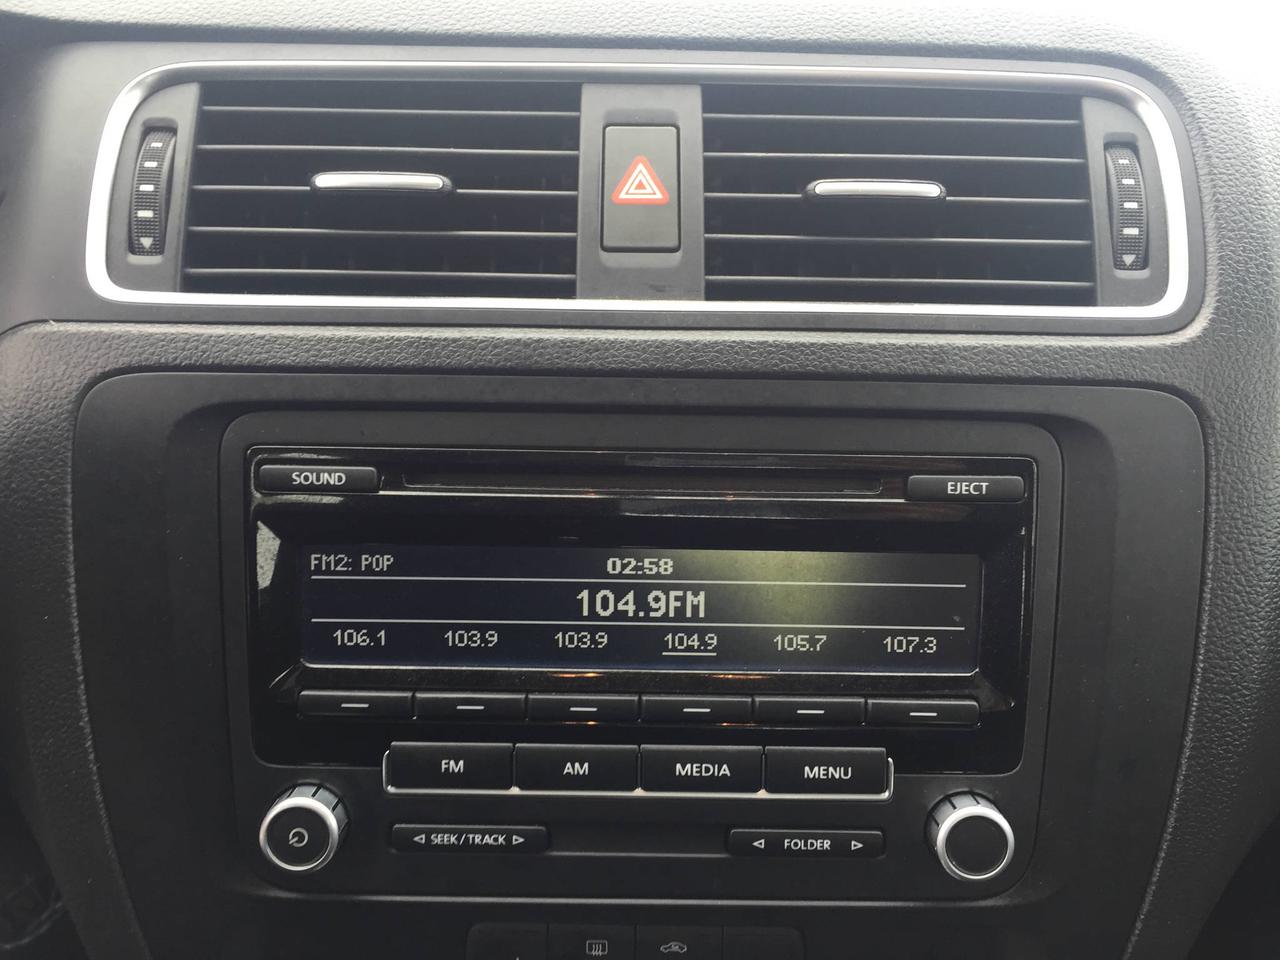 SOUND EJECT
FM2: POP 02:58
104.9FM
106.1 103.9 103.9 104.9 105.7 107.3
FM AM MEDIA MENU
SEEK/TRACK FOLDER